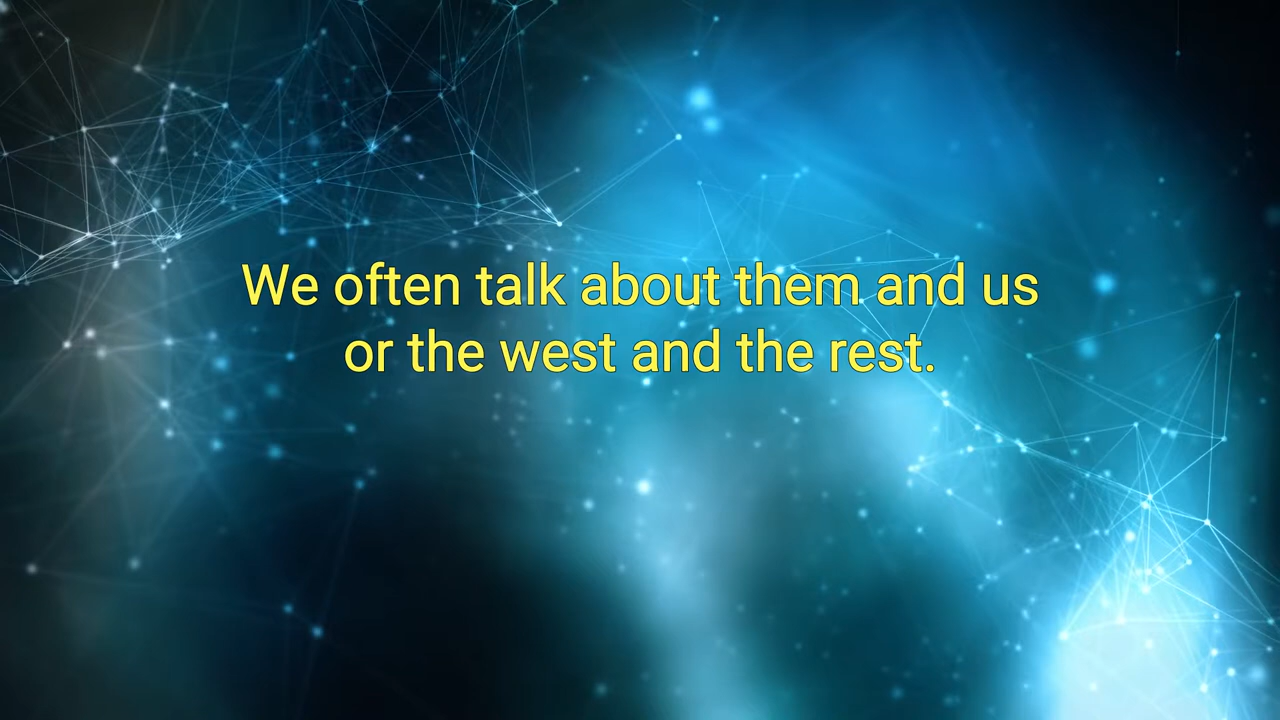 We often talk about them and us
or the west and the rest.